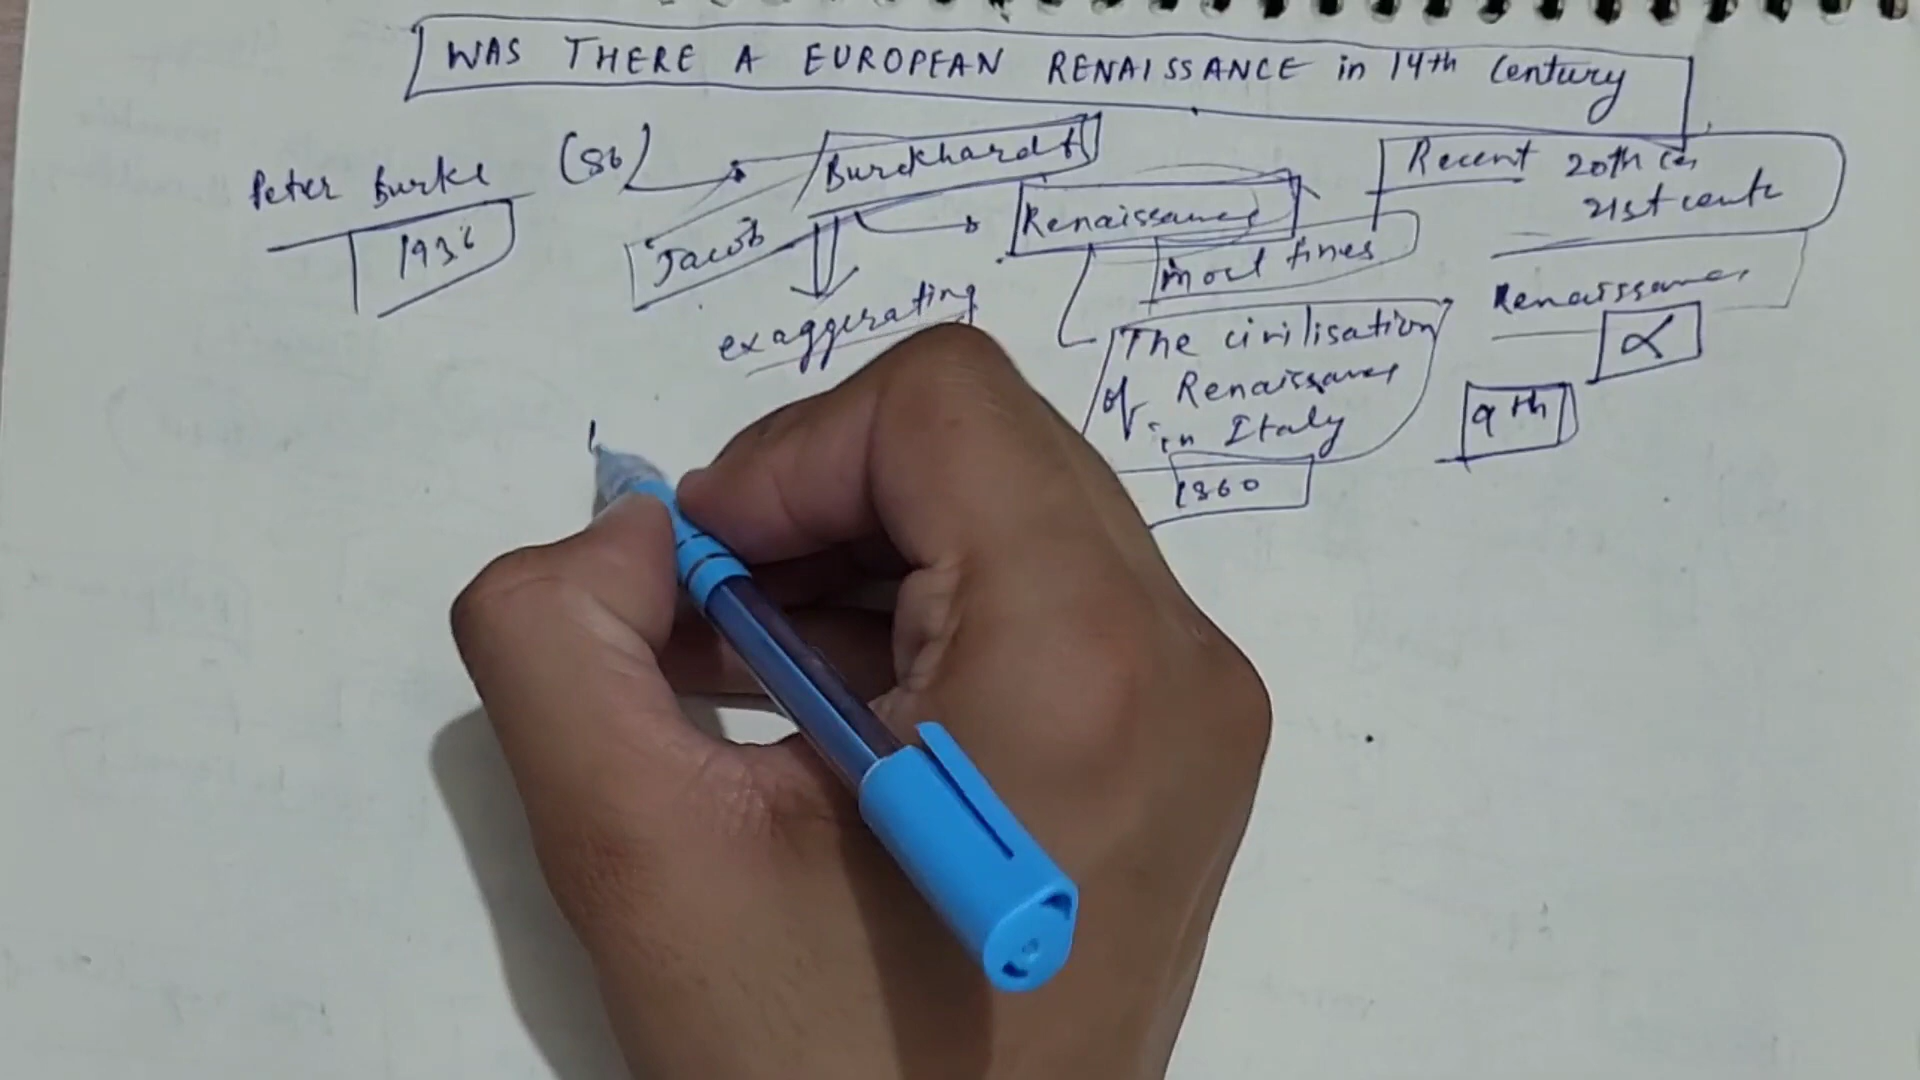 WAS THERE A EUROPEAN RENAISSANCE in 14th Century
Peter Burke
1936
(86)
Jacob Burckhardt
exaggerating
Renaissance
most fines
The civilisation
of Renaissance
in Italy
1860
Recent 20th cen
21st cent
Renaissance
9th